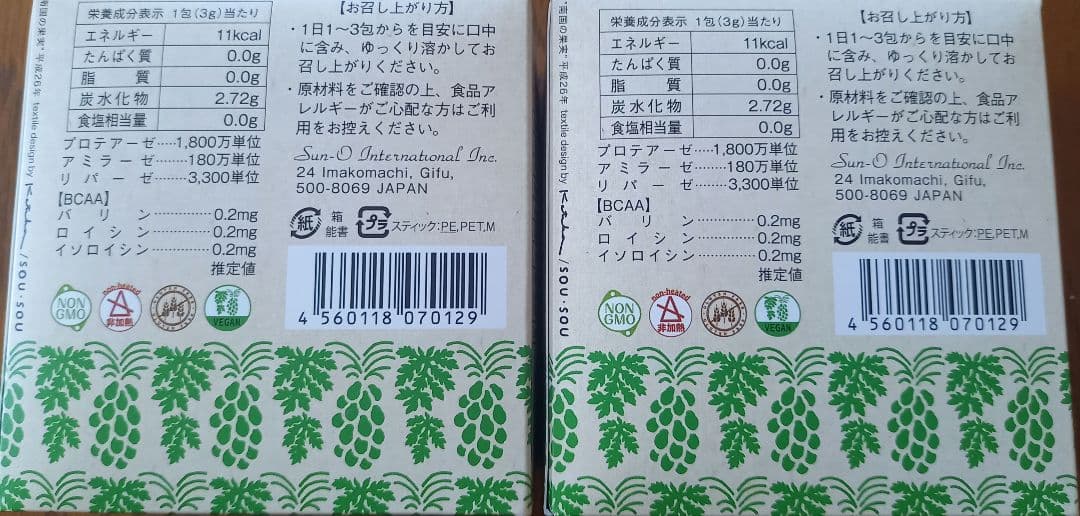 栄養成分表示 1包(3g)当たり
エネルギー 11kcal
たんぱく質 0.0g
脂質 0.0g
炭水化物 2.72g
食塩相当量 0.0g
プロテアーゼ‥‥1,800万単位
アミラーゼ‥‥‥180万単位
リパーゼ‥‥‥3,300単位
【BCAA】
バリン‥‥‥‥‥‥0.2mg
ロイシン‥‥‥‥‥0.2mg
イソロイシン‥‥‥‥0.2mg
推定値
NON GMO
non-heated
非加熱
VEGAN
の果実"平成26年 textile design by
/SOU・SOU
【お召し上がり方】
・1日1〜3包からを目安に口中
に含み、ゆっくり溶かしてお
召し上がりください。
・原材料をご確認の上、食品ア
レルギーがご心配な方はご利
用をお控えください。
Sun-O International Inc.
24 Imakomachi, Gifu,
500-8069 JAPAN
紙 箱
能書
プラ スティック:PE,PET,M
4 560118 070129
栄養成分表示 1包(3g)当たり
エネルギー 11kcal
たんぱく質 0.0g
脂質 0.0g
炭水化物 2.72g
食塩相当量 0.0g
プロテアーゼ‥‥1,800万単位
アミラーゼ‥‥‥180万単位
リパーゼ‥‥‥3,300単位
【BCAA】
バリン‥‥‥‥‥‥0.2mg
ロイシン‥‥‥‥‥0.2mg
イソロイシン‥‥‥‥0.2mg
推定値
NON GMO
non-heated
非加熱
VEGAN
国の果実"平成26年 textile design by
/SOU・SOU
【お召し上がり方】
・1日1〜3包からを目安に口中
に含み、ゆっくり溶かしてお
召し上がりください。
・原材料をご確認の上、食品ア
レルギーがご心配な方はご利
用をお控えください。
Sun-O International Inc.
24 Imakomachi, Gifu,
500-8069 JAPAN
紙 箱
能書
プラ スティック:PE,PET,M
4 560118 070129